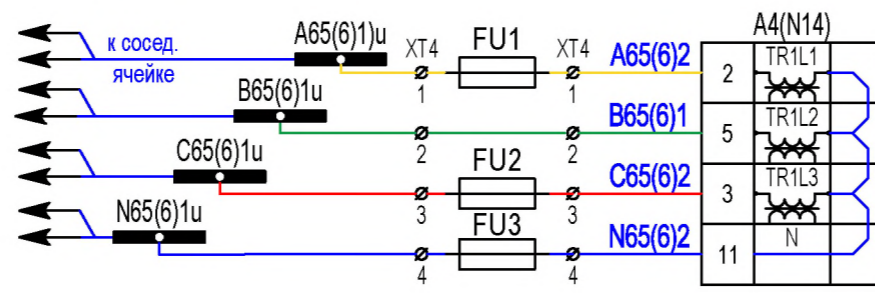 A4(N14)
к сосед.
ячейке
A65(6)1)u
XT4
FU1
XT4
A65(6)2
2
TR1L1
1
1
B65(6)1u
B65(6)1
5
TR1L2
2
2
C65(6)1u
FU2
C65(6)2
3
TR1L3
3
3
N65(6)1u
FU3
N65(6)2
11
N
4
4